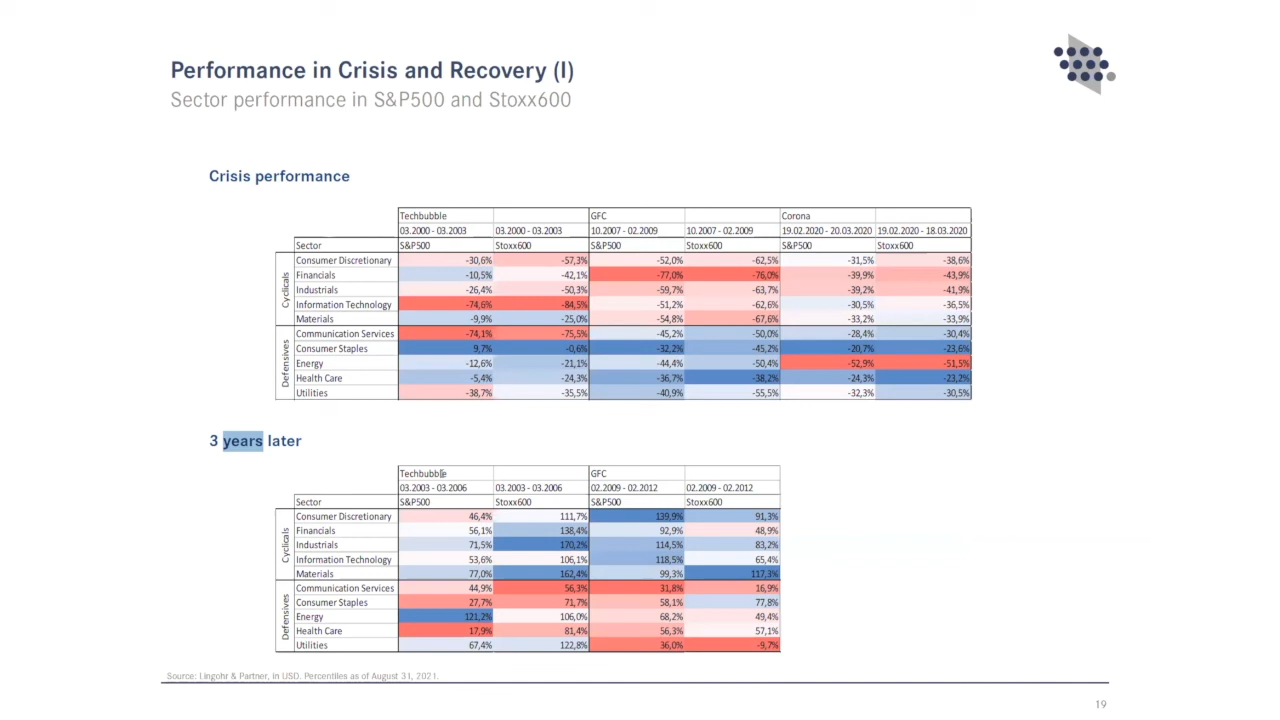 Performance in Crisis and Recovery (I)
Sector performance in S&P500 and Stoxx600
Crisis performance
Techbubble GFC Corona
03.2000 - 03.2003 03.2000 - 03.2003 10.2007 - 02.2009 10.2007 - 02.2009 19.02.2020 - 20.03.2020 19.02.2020 - 18.03.2020
Sector S&P500 Stoxx600 S&P500 Stoxx600 S&P500 Stoxx600
Cyclicals
Consumer Discretionary -30,6% -57,3% -52,0% -62,5% -31,5% -38,6%
Financials -10,5% -42,1% -77,0% -76,0% -39,9% -43,9%
Industrials -26,4% -50,3% -59,7% -63,7% -39,2% -41,9%
Information Technology -74,6% -84,5% -51,2% -62,6% -30,5% -36,5%
Materials -9,9% -25,0% -54,8% -67,6% -33,2% -33,9%
Defensives
Communication Services -74,1% -75,5% -45,2% -50,0% -28,4% -30,4%
Consumer Staples 9,7% -0,6% -32,2% -45,2% -20,7% -23,6%
Energy -12,6% -21,1% -44,4% -50,4% -52,9% -51,5%
Health Care -5,4% -24,3% -36,7% -38,2% -24,3% -23,2%
Utilities -38,7% -35,5% -40,9% -55,5% -32,3% -30,5%
3 years later
Techbubble GFC
03.2003 - 03.2006 03.2003 - 03.2006 02.2009 - 02.2012 02.2009 - 02.2012
Sector S&P500 Stoxx600 S&P500 Stoxx600
Cyclicals
Consumer Discretionary 46,4% 111,7% 139,9% 91,3%
Financials 56,1% 138,4% 92,9% 48,9%
Industrials 71,5% 170,2% 114,5% 83,2%
Information Technology 53,6% 106,1% 118,5% 65,4%
Materials 77,0% 162,4% 99,3% 117,3%
Defensives
Communication Services 44,9% 56,3% 31,8% 16,9%
Consumer Staples 27,7% 71,7% 58,1% 77,8%
Energy 121,2% 106,0% 68,2% 49,4%
Health Care 17,9% 81,4% 56,3% 57,1%
Utilities 67,4% 122,8% 36,0% -9,7%
Source: Lingohr & Partner, in USD. Percentiles as of August 31, 2021.
19